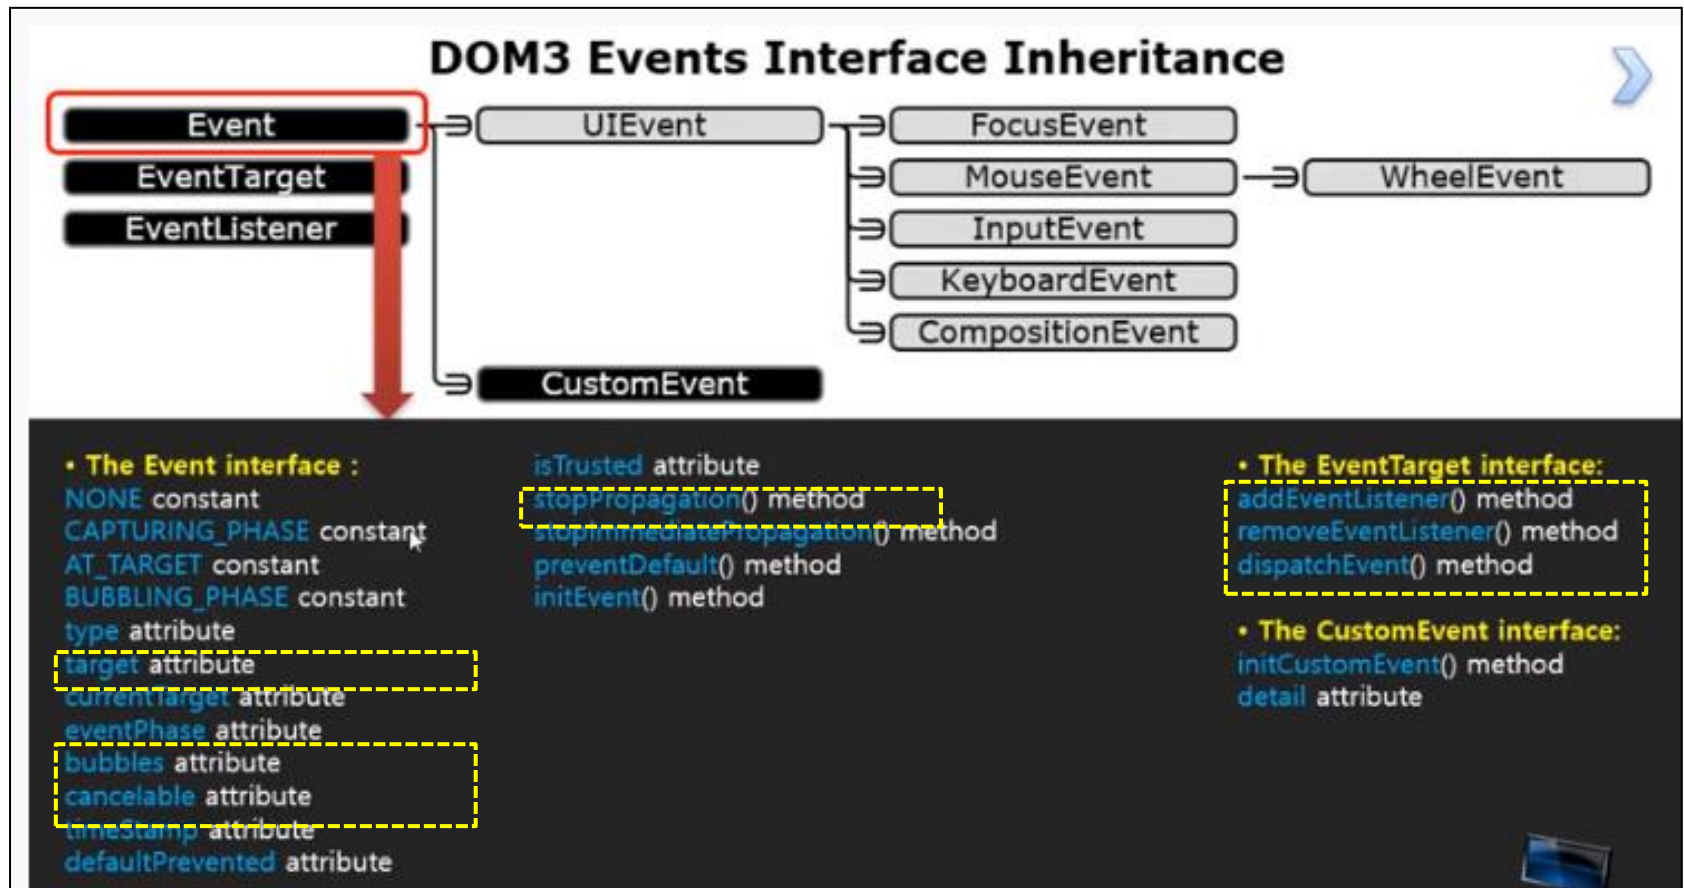 DOM3 Events Interface Inheritance
Event
UIEvent
FocusEvent
EventTarget
MouseEvent
WheelEvent
EventListener
InputEvent
KeyboardEvent
CompositionEvent
CustomEvent
• The Event interface :
NONE constant
CAPTURING_PHASE constant
AT_TARGET constant
BUBBLING_PHASE constant
type attribute
target attribute
currentTarget attribute
eventPhase attribute
bubbles attribute
cancelable attribute
timeStamp attribute
defaultPrevented attribute
isTrusted attribute
stopPropagation() method
stopImmediatePropagation() method
preventDefault() method
initEvent() method
• The EventTarget interface:
addEventListener() method
removeEventListener() method
dispatchEvent() method
• The CustomEvent interface:
initCustomEvent() method
detail attribute